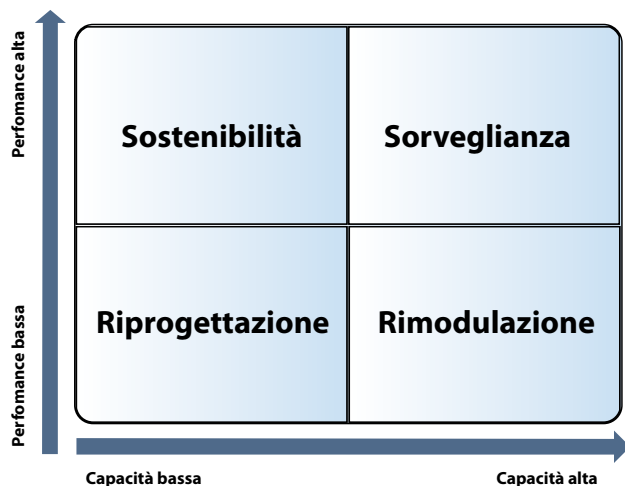 Perfomance alta
Sostenibilità
Sorveglianza
Perfomance bassa
Riprogettazione
Rimodulazione
Capacità bassa
Capacità alta